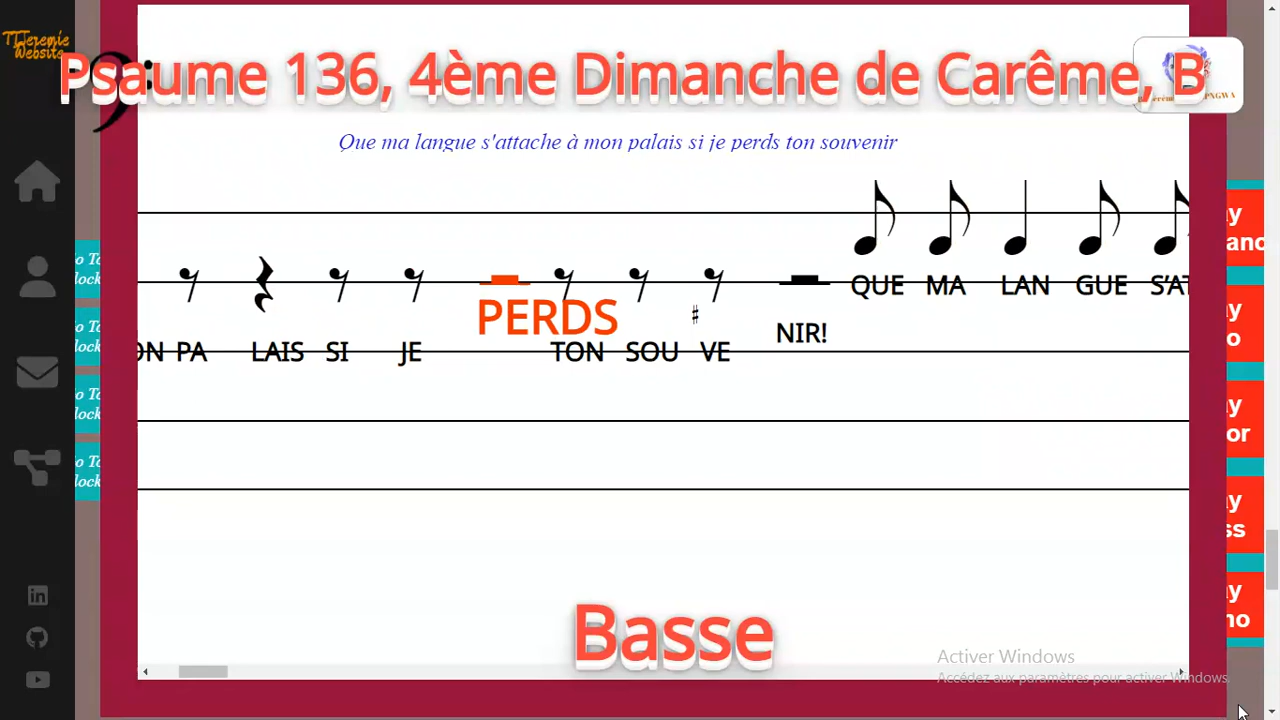 TTJeremie
Website
Psaume 136, 4ème Dimanche de Carême, B
Que ma langue s'attache à mon palais si je perds ton souvenir
QUE MA LAN GUE S'AT
PERDS
NIR!
ON PA LAIS SI JE TON SOU VE
Basse
Activer Windows
Accédez aux paramètres pour activer Windows.